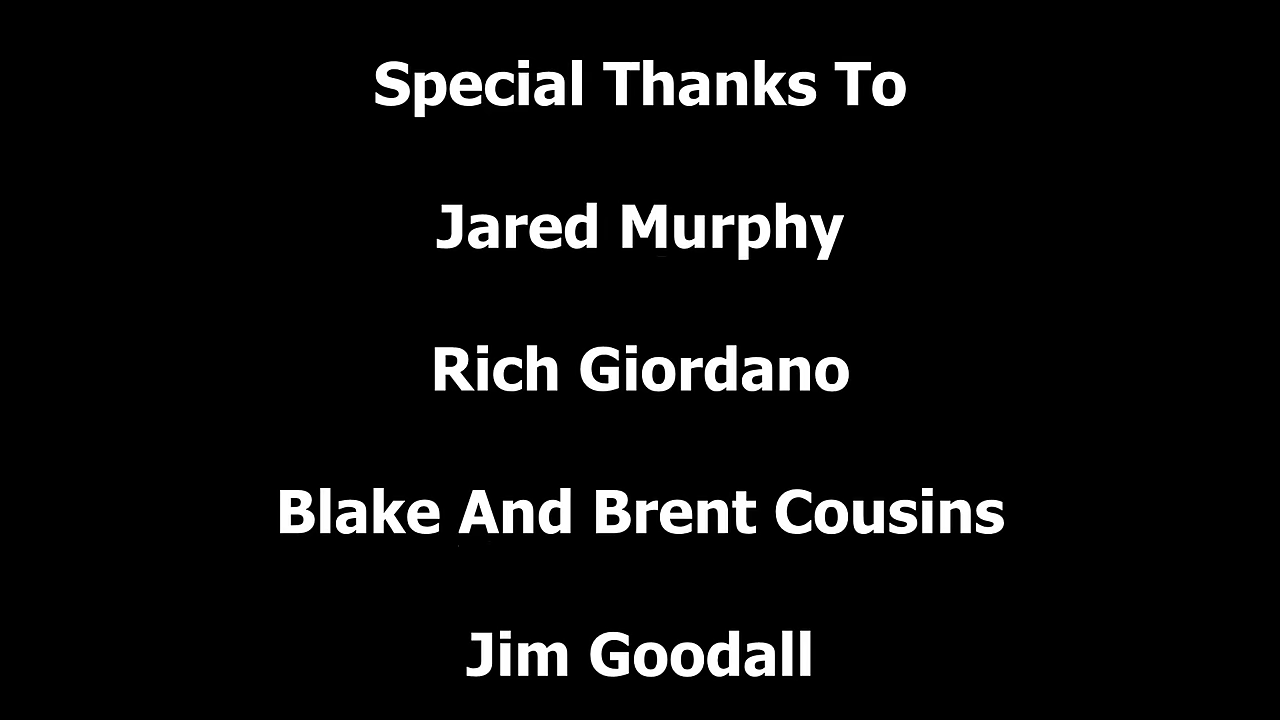 Special Thanks To
Jared Murphy
Rich Giordano
Blake And Brent Cousins
Jim Goodall